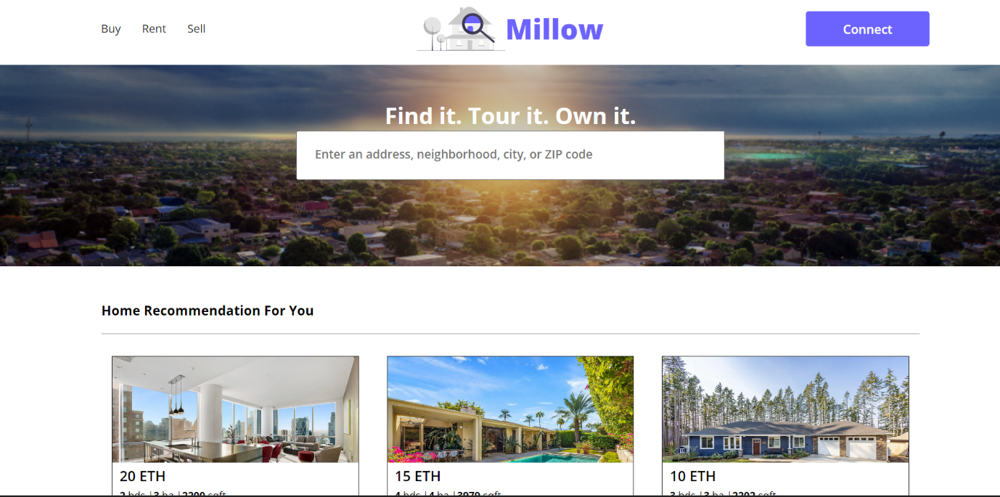 Buy Rent Sell Millow Connect
Find it. Tour it. Own it.
Enter an address, neighborhood, city, or ZIP code
Home Recommendation For You
20 ETH 15 ETH 10 ETH
2 bds |3 ba |2200 sqft 4 bds |4 ba |3979 sqft 3 bds |3 ba |2202 sqft